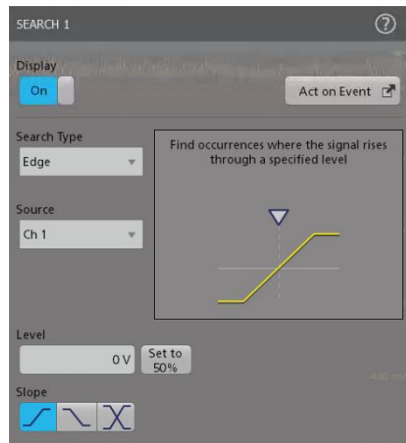 SEARCH 1
?
Display
On
Act on Event
Search Type
Edge
Find occurrences where the signal rises
through a specified level
Source
Ch 1
Level
0 V
Set to
50%
Slope